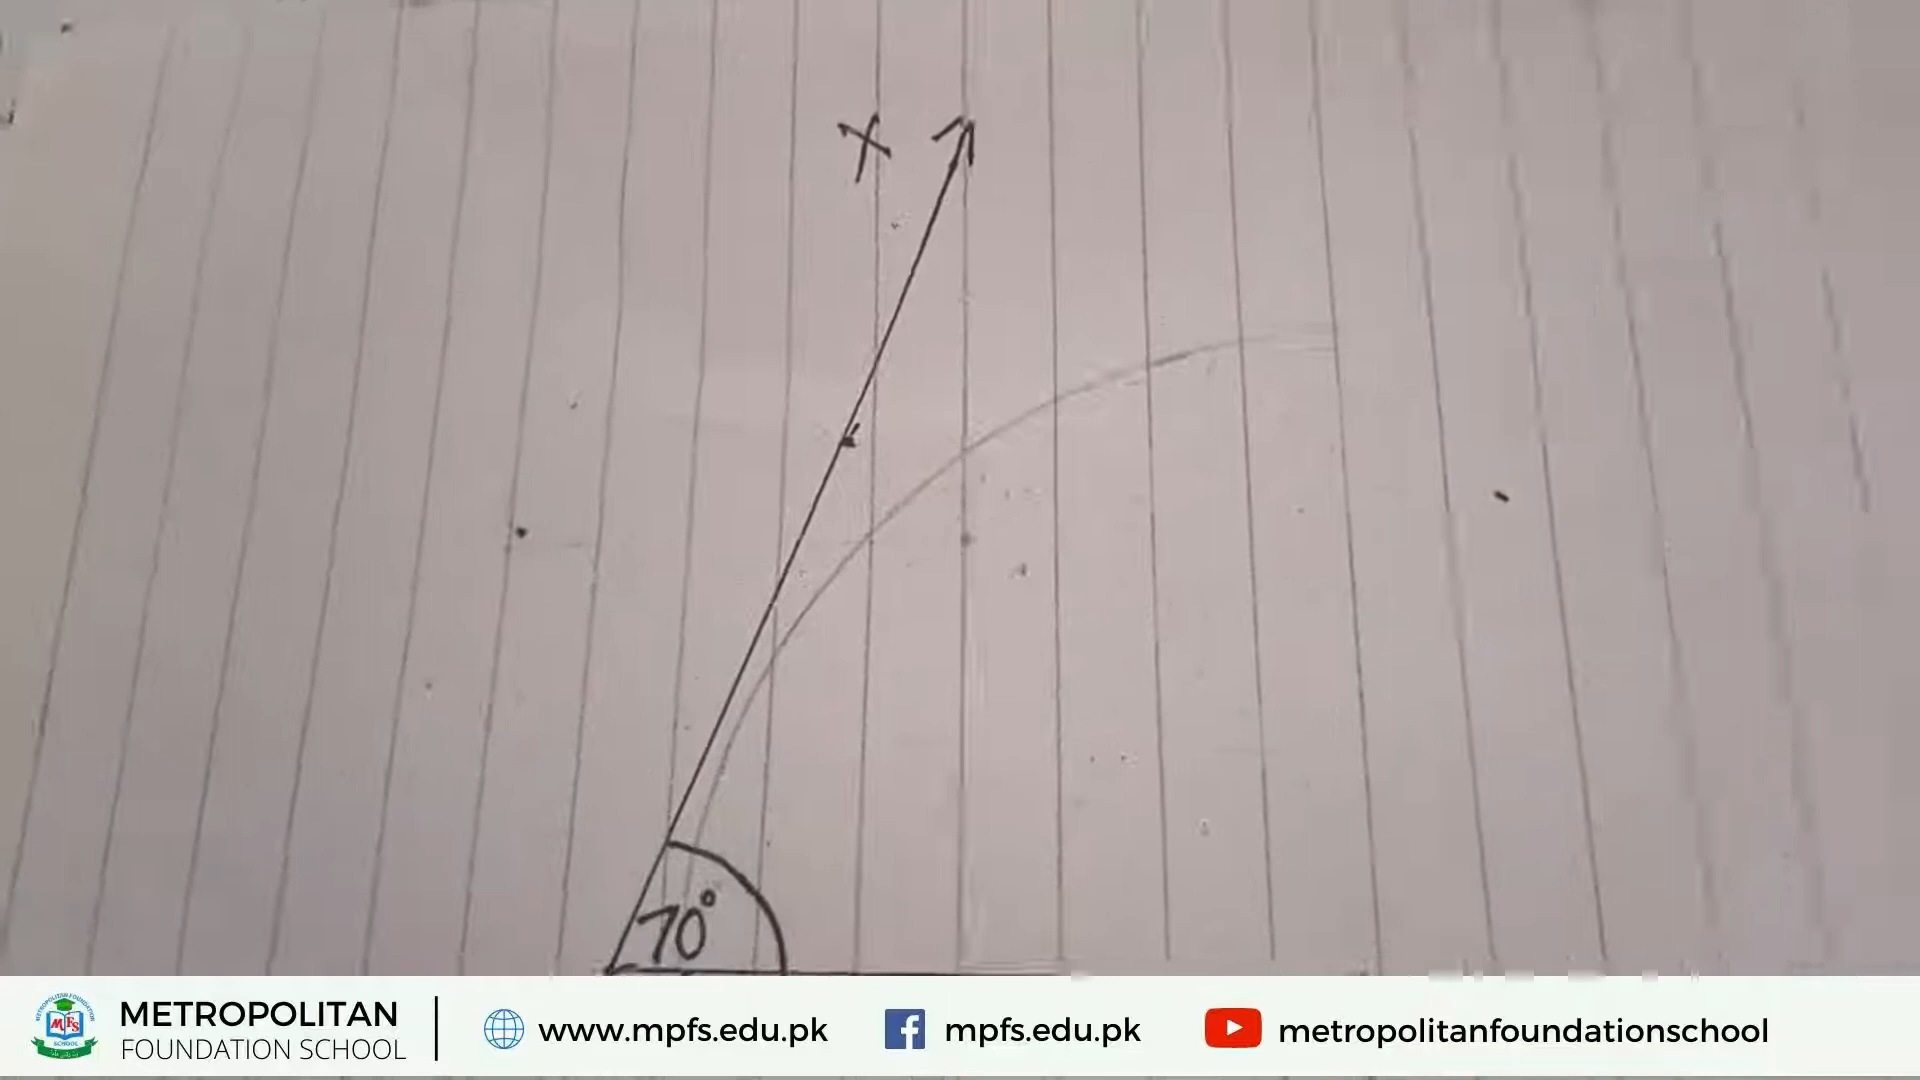 X
70°
METROPOLITAN
FOUNDATION SCHOOL
www.mpfs.edu.pk
mpfs.edu.pk
metropolitanfoundationschool